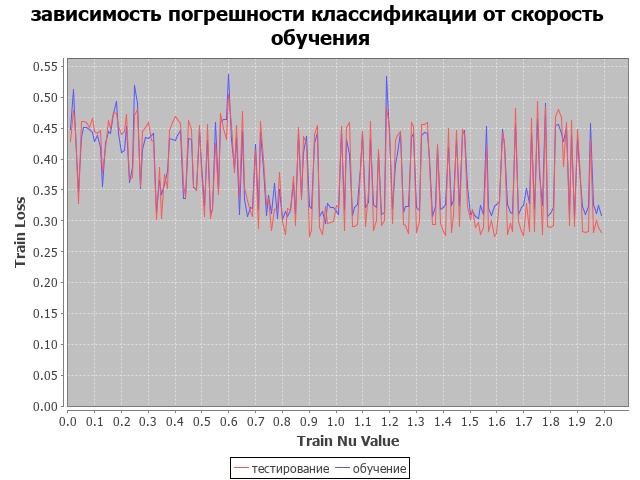 зависимость погрешности классификации от скорость
обучения
0.55
0.50
0.45
0.40
0.35
0.30
0.25
0.20
0.15
0.10
0.05
0.00
Train Loss
0.0 0.1 0.2 0.3 0.4 0.5 0.6 0.7 0.8 0.9 1.0 1.1 1.2 1.3 1.4 1.5 1.6 1.7 1.8 1.9 2.0
Train Nu Value
тестирование обучение